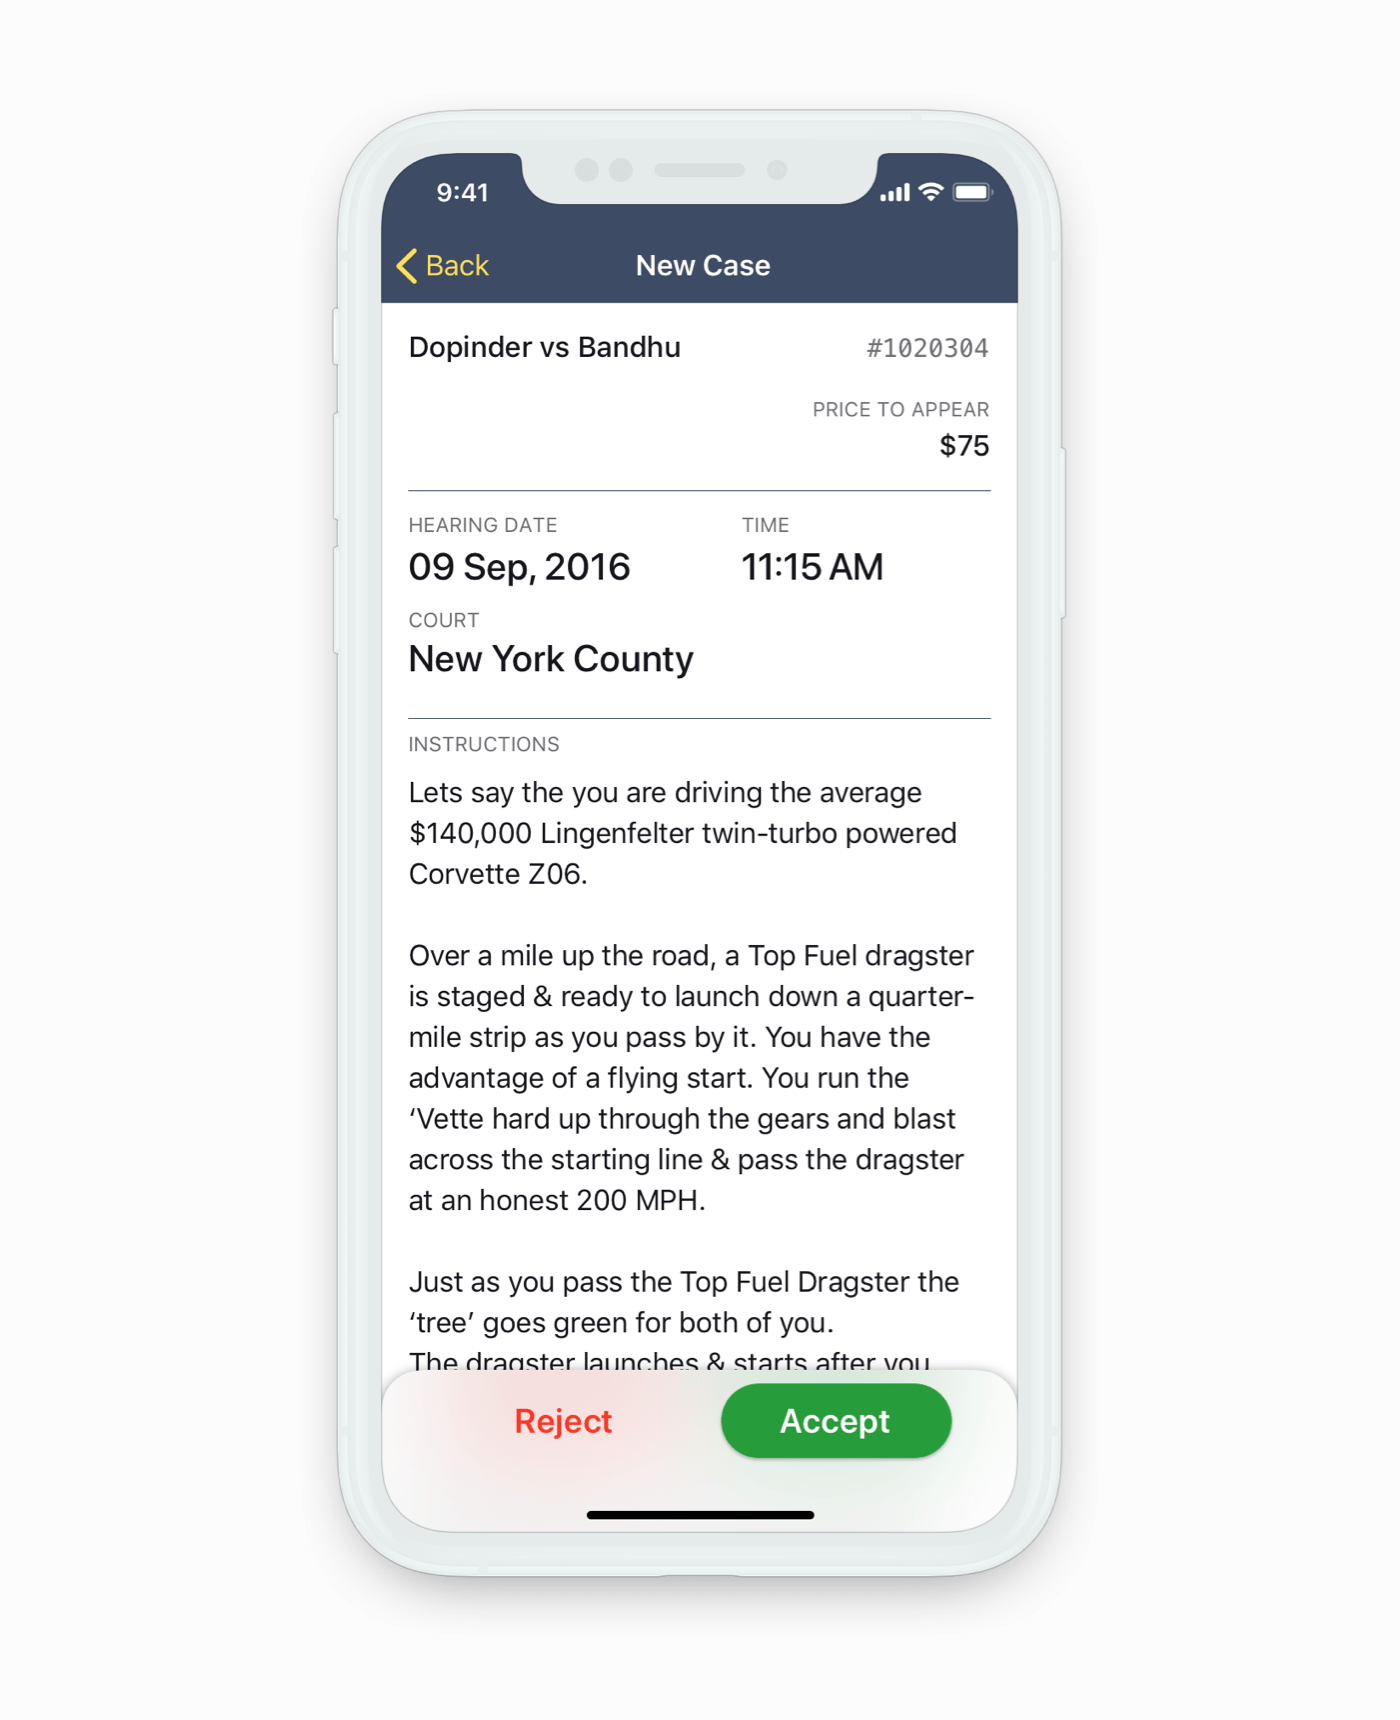 9:41
Back
New Case
Dopinder vs Bandhu
#1020304
PRICE TO APPEAR
$75
HEARING DATE
TIME
09 Sep, 2016
11:15 AM
COURT
New York County
INSTRUCTIONS
Lets say the you are driving the average
$140,000 Lingenfelter twin-turbo powered
Corvette Z06.
Over a mile up the road, a Top Fuel dragster
is staged & ready to launch down a quarter-
mile strip as you pass by it. You have the
advantage of a flying start. You run the
‘Vette hard up through the gears and blast
across the starting line & pass the dragster
at an honest 200 MPH.
Just as you pass the Top Fuel Dragster the
‘tree’ goes green for both of you.
The dragster launches & starts after you
Reject
Accept